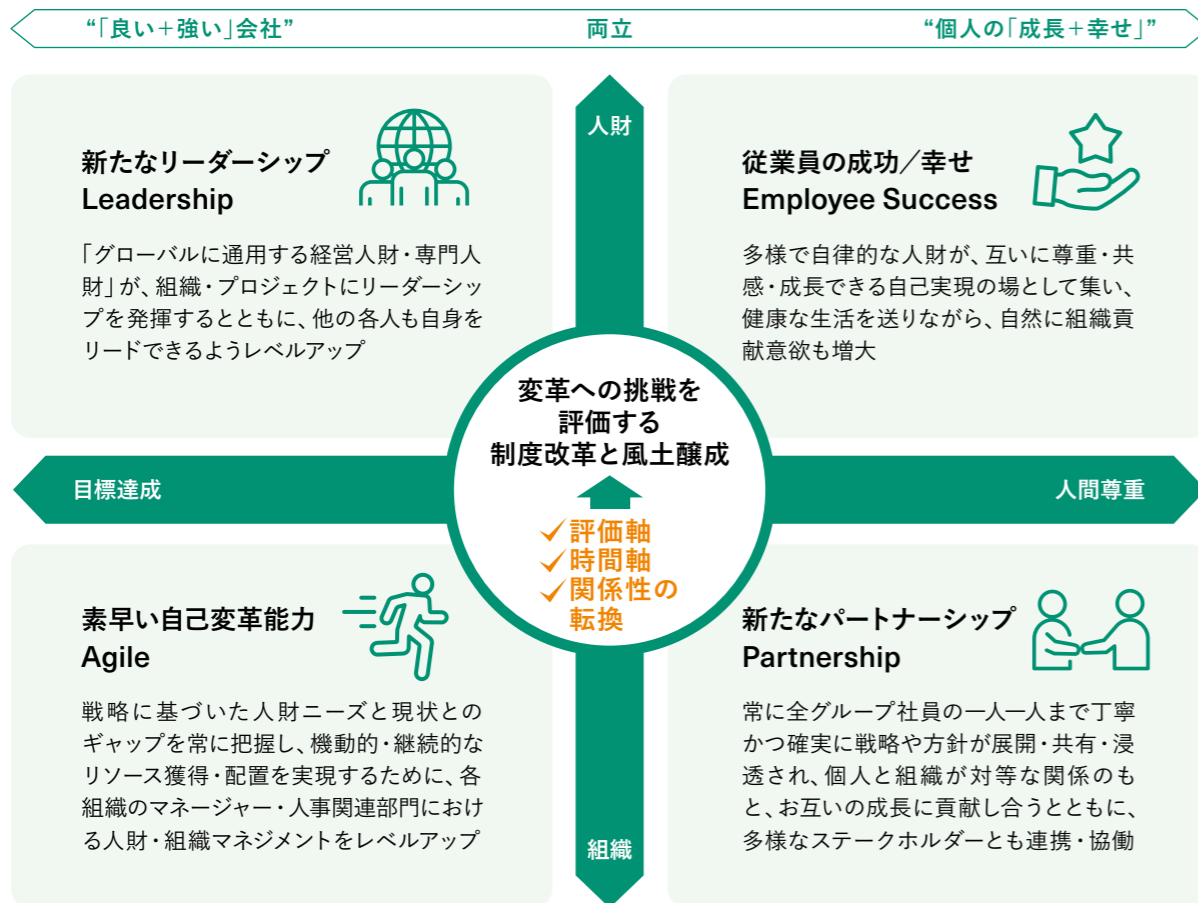 “「良い+強い」会社”
両立
“個人の「成長+幸せ」”
人財
新たなリーダーシップ
Leadership
「グローバルに通用する経営人財・専門人
財」が、組織・プロジェクトにリーダーシッ
プを発揮するとともに、他の各人も自身を
リードできるようレベルアップ
従業員の成功／幸せ
Employee Success
多様で自律的な人財が、互いに尊重・共
感・成長できる自己実現の場として集い、
健康な生活を送りながら、自然に組織貢
献意欲も増大
変革への挑戦を
評価する
制度改革と風土醸成
✓評価軸
✓時間軸
✓関係性の
転換
目標達成
人間尊重
素早い自己変革能力
Agile
戦略に基づいた人財ニーズと現状との
ギャップを常に把握し、機動的・継続的な
リソース獲得・配置を実現するために、各
組織のマネージャー・人事関連部門におけ
る人財・組織マネジメントをレベルアップ
新たなパートナーシップ
Partnership
常に全グループ社員の一人一人まで丁寧
かつ確実に戦略や方針が展開・共有・浸
透され、個人と組織が対等な関係のも
と、お互いの成長に貢献し合うとともに、
多様なステークホルダーとも連携・協働
組織